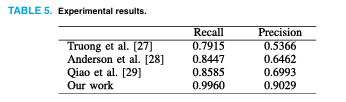 TABLE 5. Experimental results.
Recall Precision
Truong et al. [27] 0.7915 0.5366
Anderson et al. [28] 0.8447 0.6462
Qiao et al. [29] 0.8585 0.6993
Our work 0.9960 0.9029